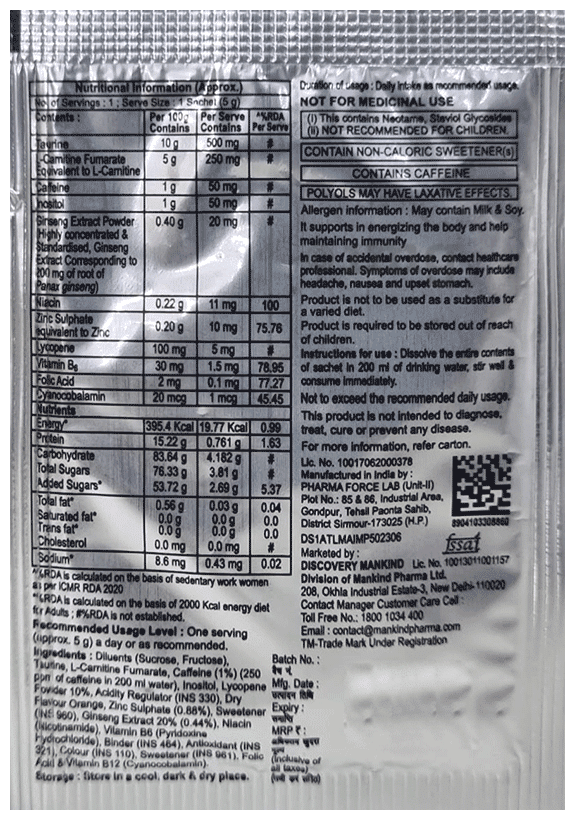 Nutritional Information (Approx.)
No. of Servings : 1 ; Serve Size : 1 Sachet (5 g)
Contents : Per 100g Contains Per Serve Contains ^%RDA Per Serve
Taurine 10 g 500 mg #
L-Carnitine Fumarate 5 g 250 mg #
Equivalent to L-Carnitine
Caffeine 1 g 50 mg #
Inositol 1 g 50 mg #
Ginseng Extract Powder 0.40 g 20 mg #
Highly concentrated &
Standardised, Ginseng
Extract Corresponding to
200 mg of root of
Panax ginseng)
Niacin 0.22 g 11 mg 100
Zinc Sulphate
equivalent to Zinc 0.20 g 10 mg 75.76
Lycopene 100 mg 5 mg #
Vitamin B6 30 mg 1.5 mg 78.95
Folic Acid 2 mg 0.1 mg 77.27
Cyanocobalamin 20 mcg 1 mcg 45.45
Nutrients
Energy* 395.4 Kcal 19.77 Kcal 0.99
Protein 15.22 g 0.761 g 1.63
Carbohydrate 83.64 g 4.182 g #
Total Sugars 76.33 g 3.81 g #
Added Sugars* 53.72 g 2.69 g 5.37
Total fat* 0.56 g 0.03 g 0.04
Saturated fat* 0.0 g 0.0 g 0.0
Trans fat* 0.0 g 0.0 g 0.0
Cholesterol 0.0 mg 0.0 mg #
Sodium* 8.6 mg 0.43 mg 0.02
^%RDA is calculated on the basis of sedentary work women
as per ICMR RDA 2020
*%RDA is calculated on the basis of 2000 Kcal energy diet
for Adults ; #%RDA is not established.
Recommended Usage Level : One serving
(approx. 5 g) a day or as recommended.
Ingredients : Diluents (Sucrose, Fructose),
Taurine, L-Carnitine Fumarate, Caffeine (1%) (250
ppm of caffeine in 200 ml water), Inositol, Lycopene
Powder 10%, Acidity Regulator (INS 330), Dry
Flavour Orange, Zinc Sulphate (0.88%), Sweetener
(INS 960), Ginseng Extract 20% (0.44%), Niacin
(Nicotinamide), Vitamin B6 (Pyridoxine
Hydrochloride), Binder (INS 464), Antioxidant (INS
321), Colour (INS 110), Sweetener (INS 961), Folic
Acid & Vitamin B12 (Cyanocobalamin).
Storage : Store in a cool, dark & dry place.
Duration of usage : Daily intake as recommended usage.
NOT FOR MEDICINAL USE
(i) This contains Neotame, Steviol Glycosides
(ii) NOT RECOMMENDED FOR CHILDREN.
CONTAIN NON-CALORIC SWEETENER(s)
CONTAINS CAFFEINE
POLYOLS MAY HAVE LAXATIVE EFFECTS.
Allergen information : May contain Milk & Soy.
It supports in energizing the body and help
maintaining immunity
In case of accidental overdose, contact healthcare
professional. Symptoms of overdose may include
headache, nausea and upset stomach.
Product is not to be used as a substitute for
a varied diet.
Product is required to be stored out of reach
of children.
Instructions for use : Dissolve the entire contents
of sachet in 200 ml of drinking water, stir well &
consume immediately.
Not to exceed the recommended daily usage.
This product is not intended to diagnose,
treat, cure or prevent any disease.
For more information, refer carton.
Lic. No. 10017062000378
Manufactured in India by :
PHARMA FORCE LAB (Unit-II)
Plot No.: 85 & 86, Industrial Area,
Gondpur, Tehsil Paonta Sahib,
District Sirmour-173025 (H.P.)
8904103308860
DS1ATLMAIMP502306
fssai
Marketed by :
DISCOVERY MANKIND Lic. No. 10013011001157
Division of Mankind Pharma Ltd.
208, Okhla Industrial Estate-3, New Delhi-110020
Contact Manager Customer Care Cell :
Toll Free No.: 1800 1034 400
Email : contact@mankindpharma.com
TM-Trade Mark Under Registration
Batch No. :
बैच नं.
Mfg. Date :
उत्पादन तिथि
Expiry :
समाप्ति
MRP ₹ :
अधिकतम खुदरा
मूल्य
(Inclusive of
all taxes)
(सभी कर सहित)